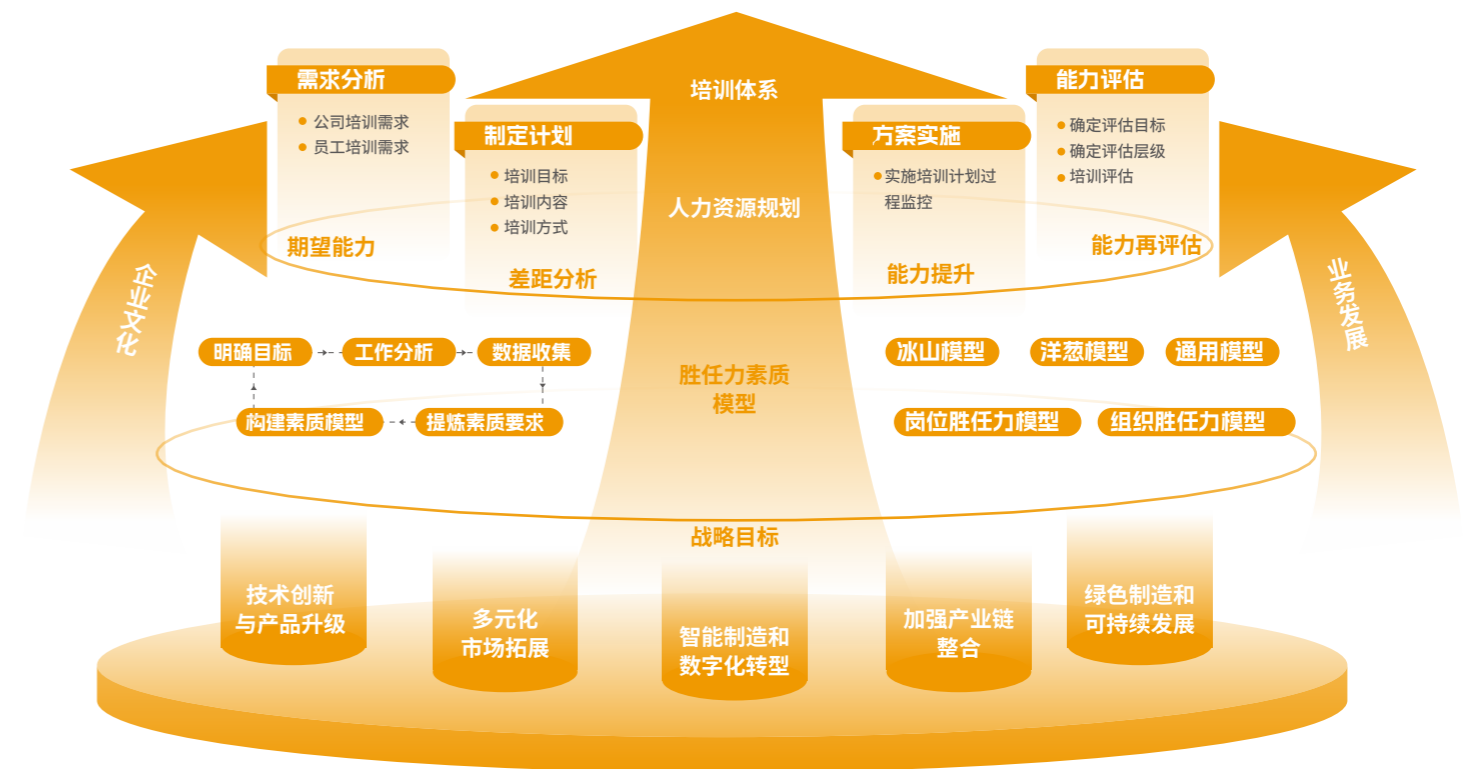 培训体系
人力资源规划
胜任力素质
模型
战略目标
企业文化
业务发展
需求分析
公司培训需求
员工培训需求
期望能力
制定计划
培训目标
培训内容
培训方式
差距分析
方案实施
实施培训计划过
程监控
能力提升
能力评估
确定评估目标
确定评估层级
培训评估
能力再评估
明确目标
工作分析
数据收集
构建素质模型
提炼素质要求
冰山模型
洋葱模型
通用模型
岗位胜任力模型
组织胜任力模型
技术创新
与产品升级
多元化
市场拓展
智能制造和
数字化转型
加强产业链
整合
绿色制造和
可持续发展